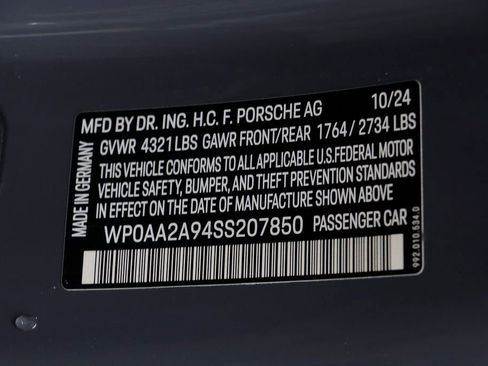 MFD BY DR. ING. H.C. F. PORSCHE AG 10/24
GVWR 4321 LBS GAWR FRONT/REAR 1764/2734 LBS
THIS VEHICLE CONFORMS TO ALL APPLICABLE U.S.FEDERAL MOTOR
VEHICLE SAFETY, BUMPER, AND THEFT PREVENTION STANDARDS
IN EFFECT ON THE DATE OF MANUFACTURE SHOWN ABOVE
WP0AA2A94SS207850 PASSENGER CAR
MADE IN GERMANY
992.010.534.0